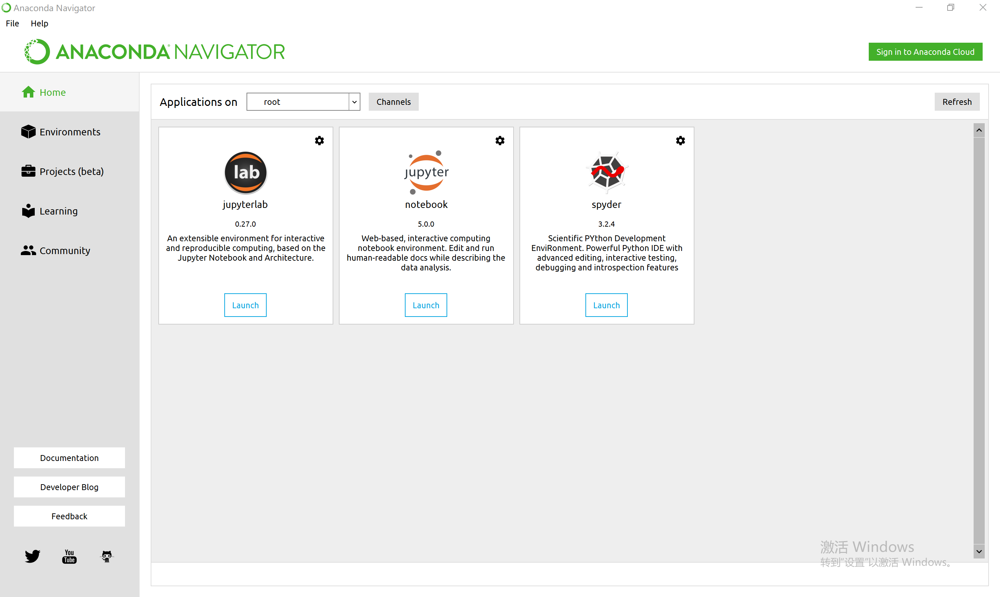 Anaconda Navigator
File Help
ANACONDA® NAVIGATOR
Sign in to Anaconda Cloud
Home
Environments
Projects (beta)
Learning
Community
Documentation
Developer Blog
Feedback
You
Tube
Applications on root Channels Refresh
lab
jupyterlab
0.27.0
An extensible environment for interactive
and reproducible computing, based on the
Jupyter Notebook and Architecture.
Launch
jupyter
notebook
5.0.0
Web-based, interactive computing
notebook environment. Edit and run
human-readable docs while describing the
data analysis.
Launch
spyder
3.2.4
Scientific PYthon Development
EnviRonment. Powerful Python IDE with
advanced editing, interactive testing,
debugging and introspection features
Launch
激活 Windows
转到“设置”以激活 Windows。